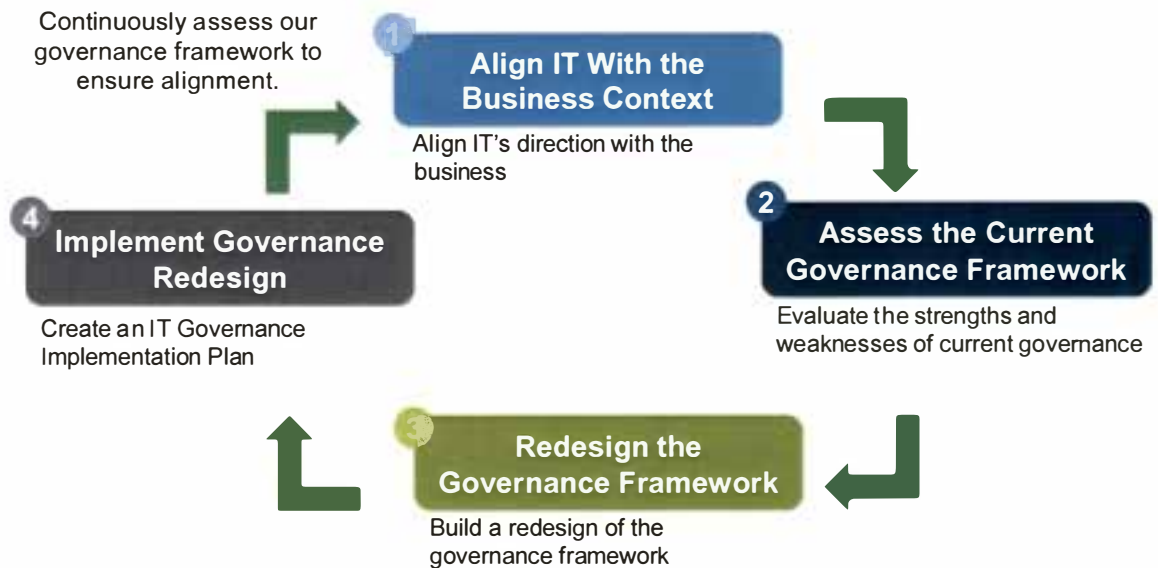 Continuously assess our
governance framework to
ensure alignment.
1
Align IT With the
Business Context
Align IT's direction with the
business
2
Assess the Current
Governance Framework
Evaluate the strengths and
weaknesses of current governance
3
Redesign the
Governance Framework
Build a redesign of the
governance framework
4
Implement Governance
Redesign
Create an IT Governance
Implementation Plan